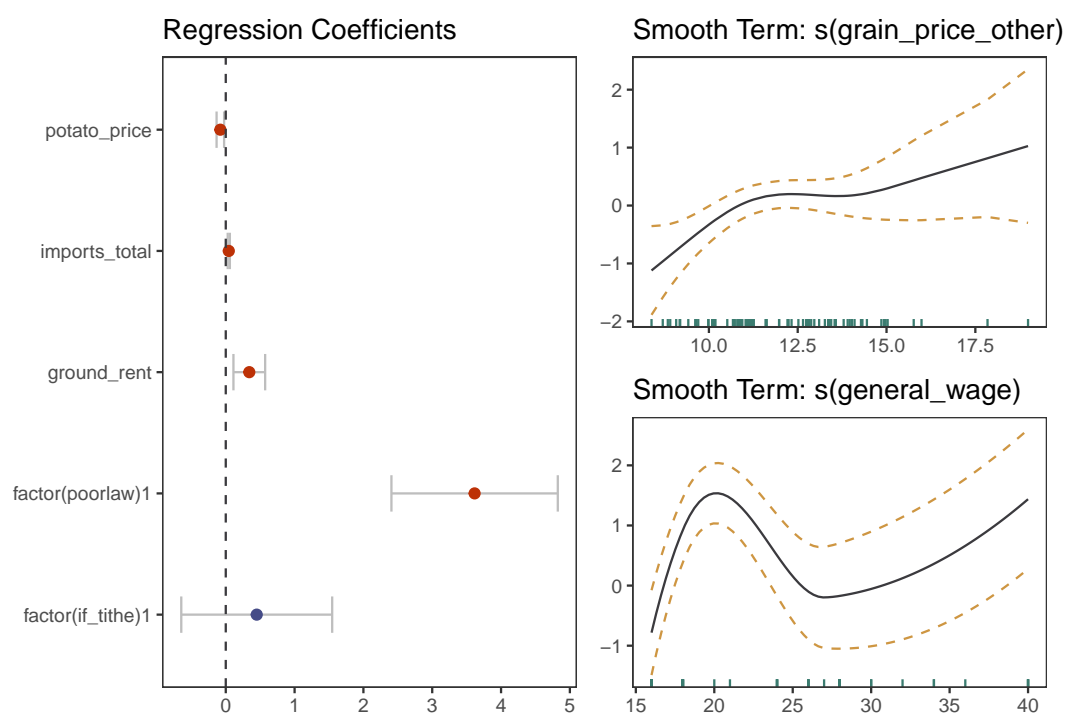 Regression Coefficients
potato_price
imports_total
ground_rent
factor(poorlaw)1
factor(if_tithe)1
0 1 2 3 4 5
Smooth Term: s(grain_price_other)
2
1
0
−1
−2
10.0 12.5 15.0 17.5
Smooth Term: s(general_wage)
2
1
0
−1
15 20 25 30 35 40